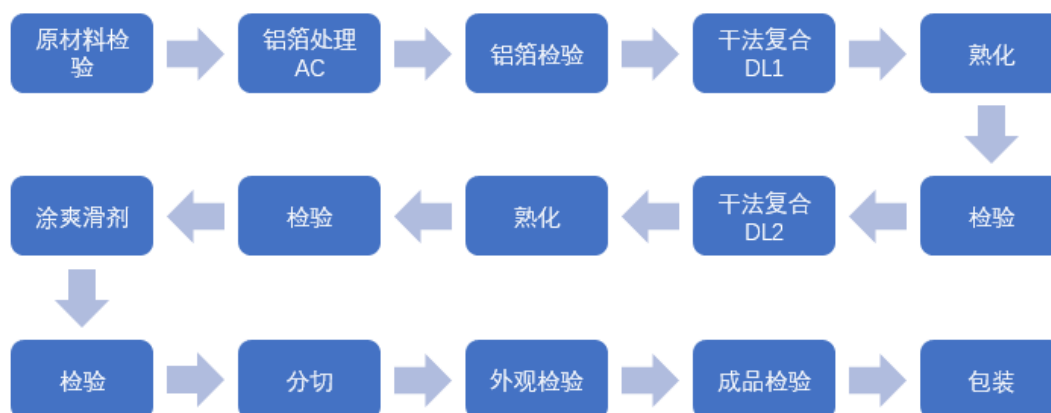 原材料检
验
铝箔处理
AC
铝箔检验
干法复合
DL1
熟化
检验
干法复合
DL2
熟化
检验
涂爽滑剂
检验
分切
外观检验
成品检验
包装